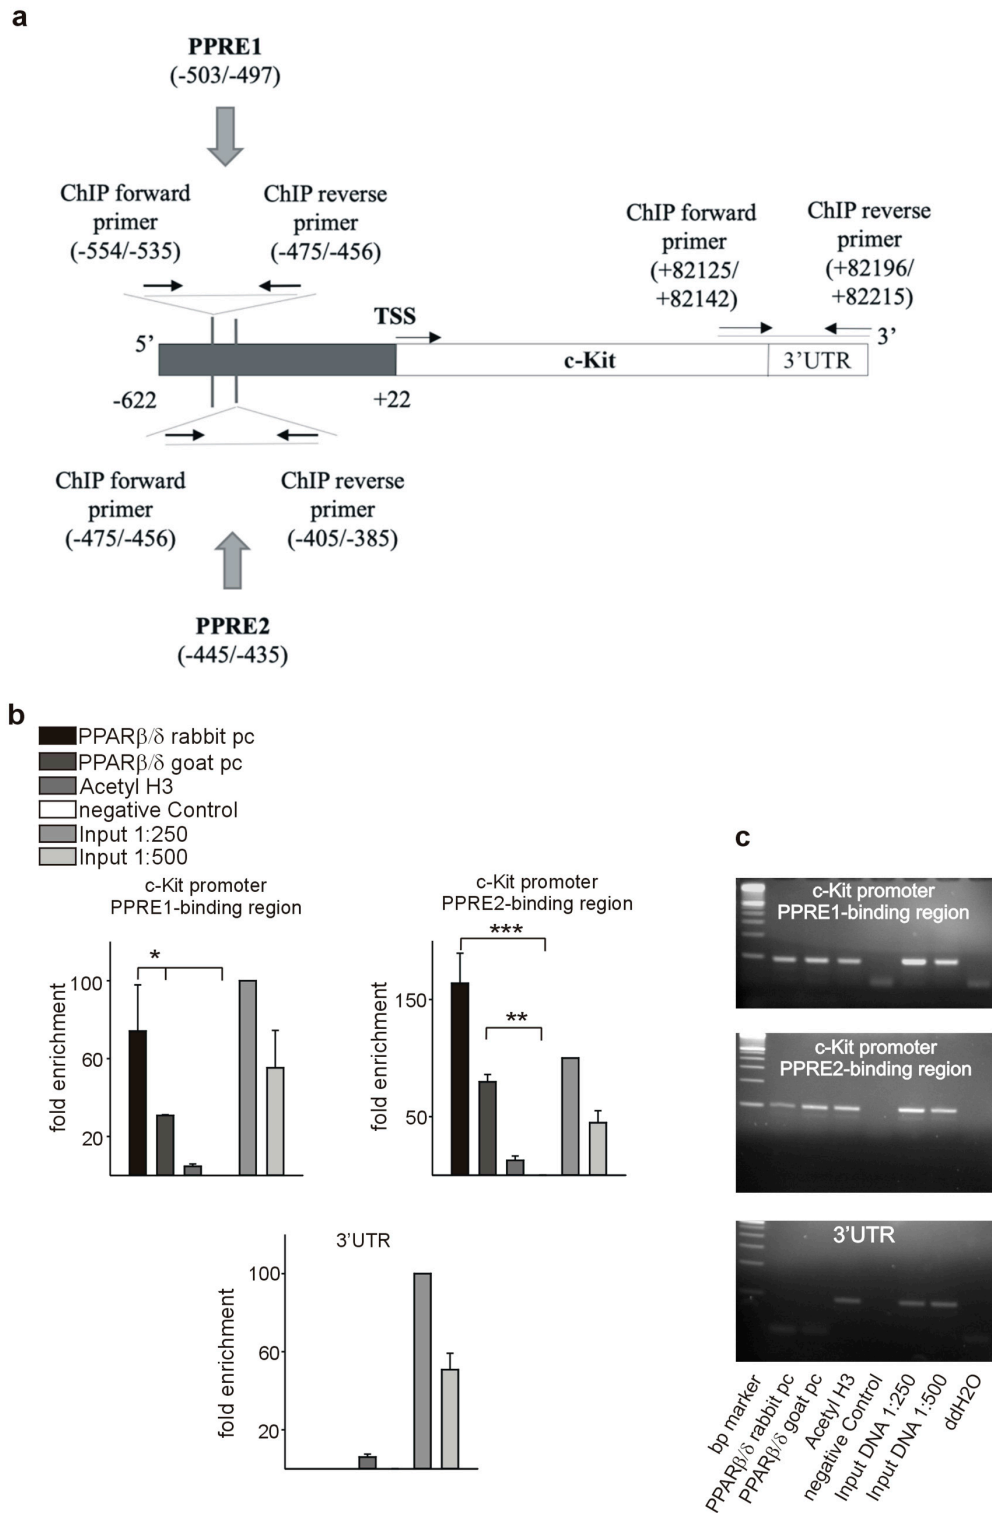 a
PPRE1
(-503/-497)
ChIP forward
primer
(-554/-535)
ChIP reverse
primer
(-475/-456)
ChIP forward
primer
(+82125/
+82142)
ChIP reverse
primer
(+82196/
+82215)
TSS
5’
3’
c-Kit
3’UTR
-622
+22
ChIP forward
primer
(-475/-456)
ChIP reverse
primer
(-405/-385)
PPRE2
(-445/-435)
b
PPARβ/δ rabbit pc
PPARβ/δ goat pc
Acetyl H3
negative Control
Input 1:250
Input 1:500
c-Kit promoter
PPRE1-binding region
fold enrichment
100
60
20
*
c-Kit promoter
PPRE2-binding region
fold enrichment
150
50
***
**
3’UTR
fold enrichment
100
60
20
c
c-Kit promoter
PPRE1-binding region
c-Kit promoter
PPRE2-binding region
3’UTR
bp marker
PPARβ/δ rabbit pc
PPARβ/δ goat pc
Acetyl H3
negative Control
Input DNA 1:250
Input DNA 1:500
ddH2O